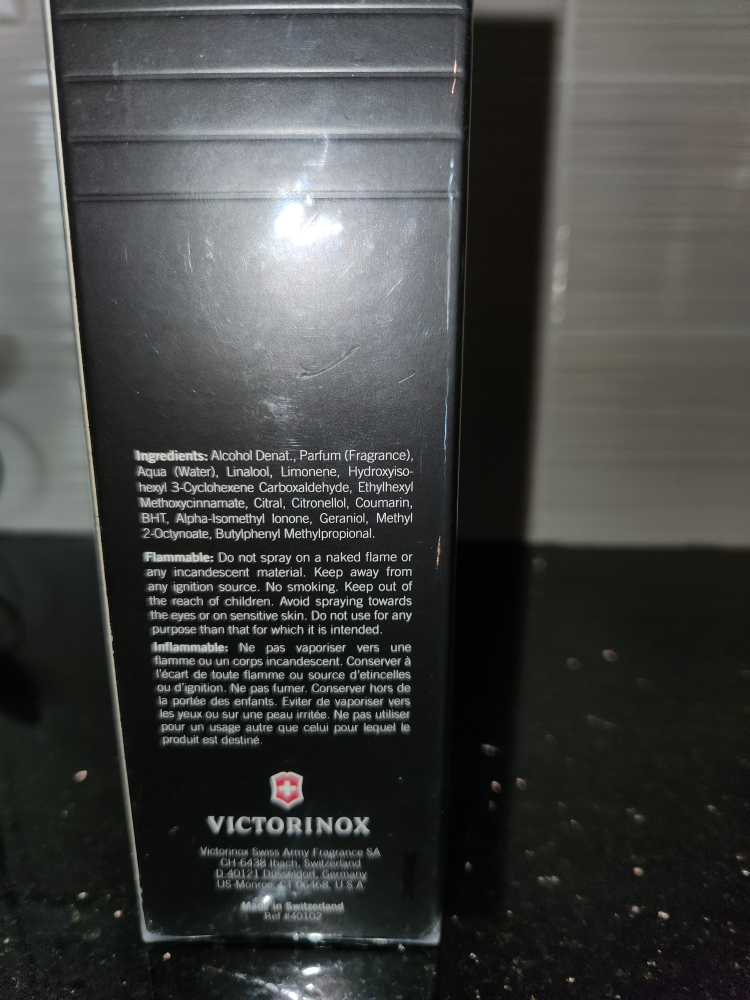 Ingredients: Alcohol Denat., Parfum (Fragrance),
Aqua (Water), Linalool, Limonene, Hydroxyiso-
hexyl 3-Cyclohexene Carboxaldehyde, Ethylhexyl
Methoxycinnamate, Citral, Citronellol, Coumarin,
BHT, Alpha-Isomethyl Ionone, Geraniol, Methyl
2-Octynoate, Butylphenyl Methylpropional.
Flammable: Do not spray on a naked flame or
any incandescent material. Keep away from
any ignition source. No smoking. Keep out of
the reach of children. Avoid spraying towards
the eyes or on sensitive skin. Do not use for any
purpose than that for which it is intended.
Inflammable: Ne pas vaporiser vers une
flamme ou un corps incandescent. Conserver à
l'écart de toute flamme ou source d'etincelles
ou d'ignition. Ne pas fumer. Conserver hors de
la portée des enfants. Eviter de vaporiser vers
les yeux ou sur une peau irritée. Ne pas utiliser
pour un usage autre que celui pour lequel le
produit est destiné.
VICTORINOX
Victorinox Swiss Army Fragrance SA
CH-6438 Ibach, Switzerland
D-40121 Düsseldorf, Germany
US-Monroe, CT 06468, U.S.A
Made in Switzerland
Ref #40102